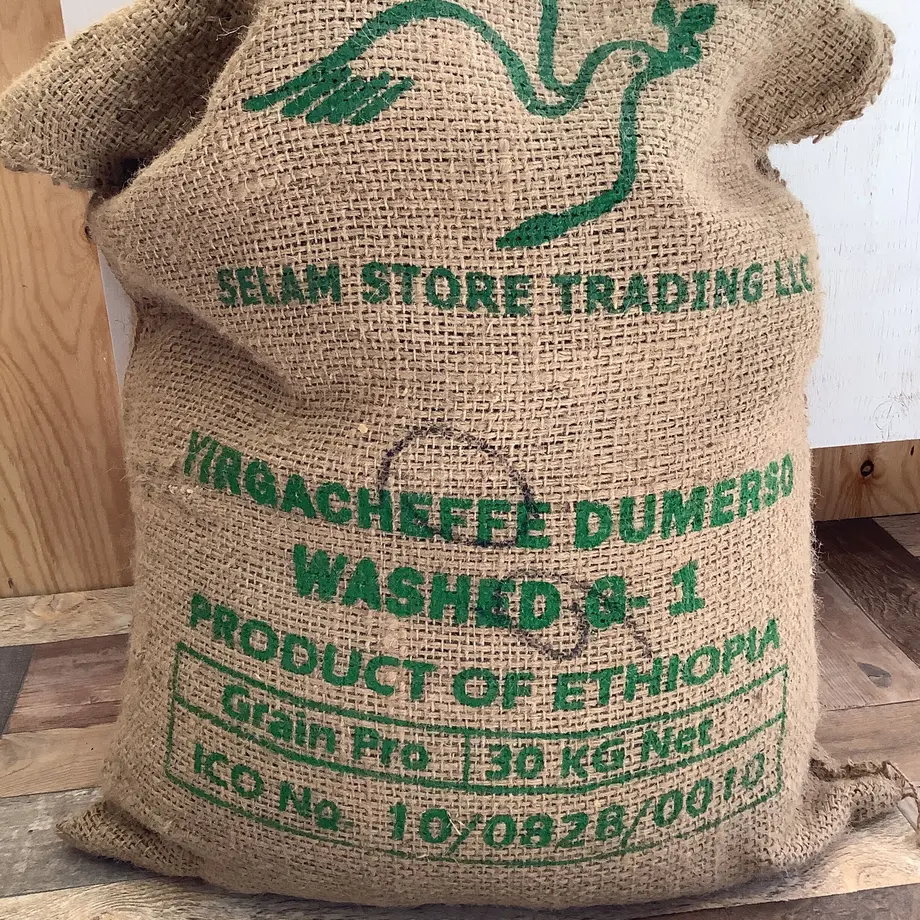 SELAM STORE TRADING LLC
YIRGACHEFFE DUMERSO
WASHED G- 1
PRODUCT OF ETHIOPIA
Grain Pro 30 KG Net
ICO No 10/0828/0010